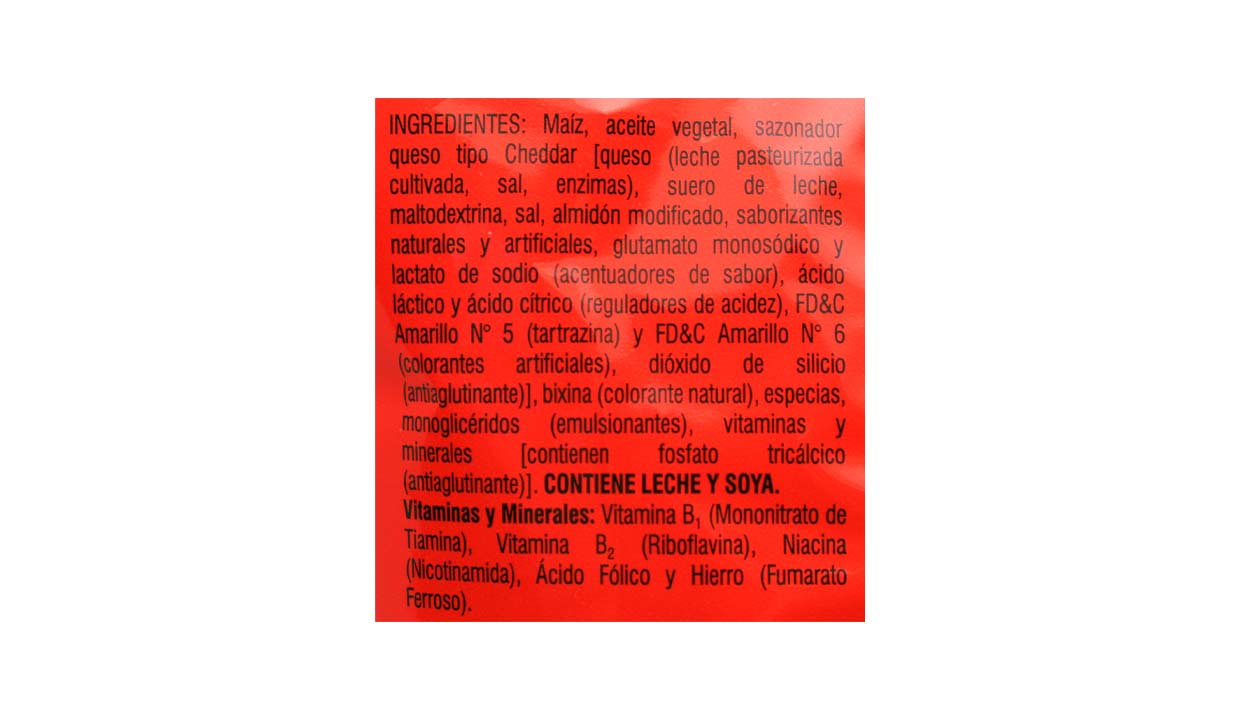 INGREDIENTES: Maíz, aceite vegetal, sazonador
queso tipo Cheddar [queso (leche pasteurizada
cultivada, sal, enzimas), suero de leche,
maltodextrina, sal, almidón modificado, saborizantes
naturales y artificiales, glutamato monosódico y
lactato de sodio (acentuadores de sabor), ácido
láctico y ácido cítrico (reguladores de acidez), FD&C
Amarillo N° 5 (tartrazina) y FD&C Amarillo N° 6
(colorantes artificiales), dióxido de silicio
(antiaglutinante)], bixina (colorante natural), especias,
monoglicéridos (emulsionantes), vitaminas y
minerales [contienen fosfato tricálcico
(antiaglutinante)]. CONTIENE LECHE Y SOYA.
Vitaminas y Minerales: Vitamina B₁ (Mononitrato de
Tiamina), Vitamina B₂ (Riboflavina), Niacina
(Nicotinamida), Ácido Fólico y Hierro (Fumarato
Ferroso).